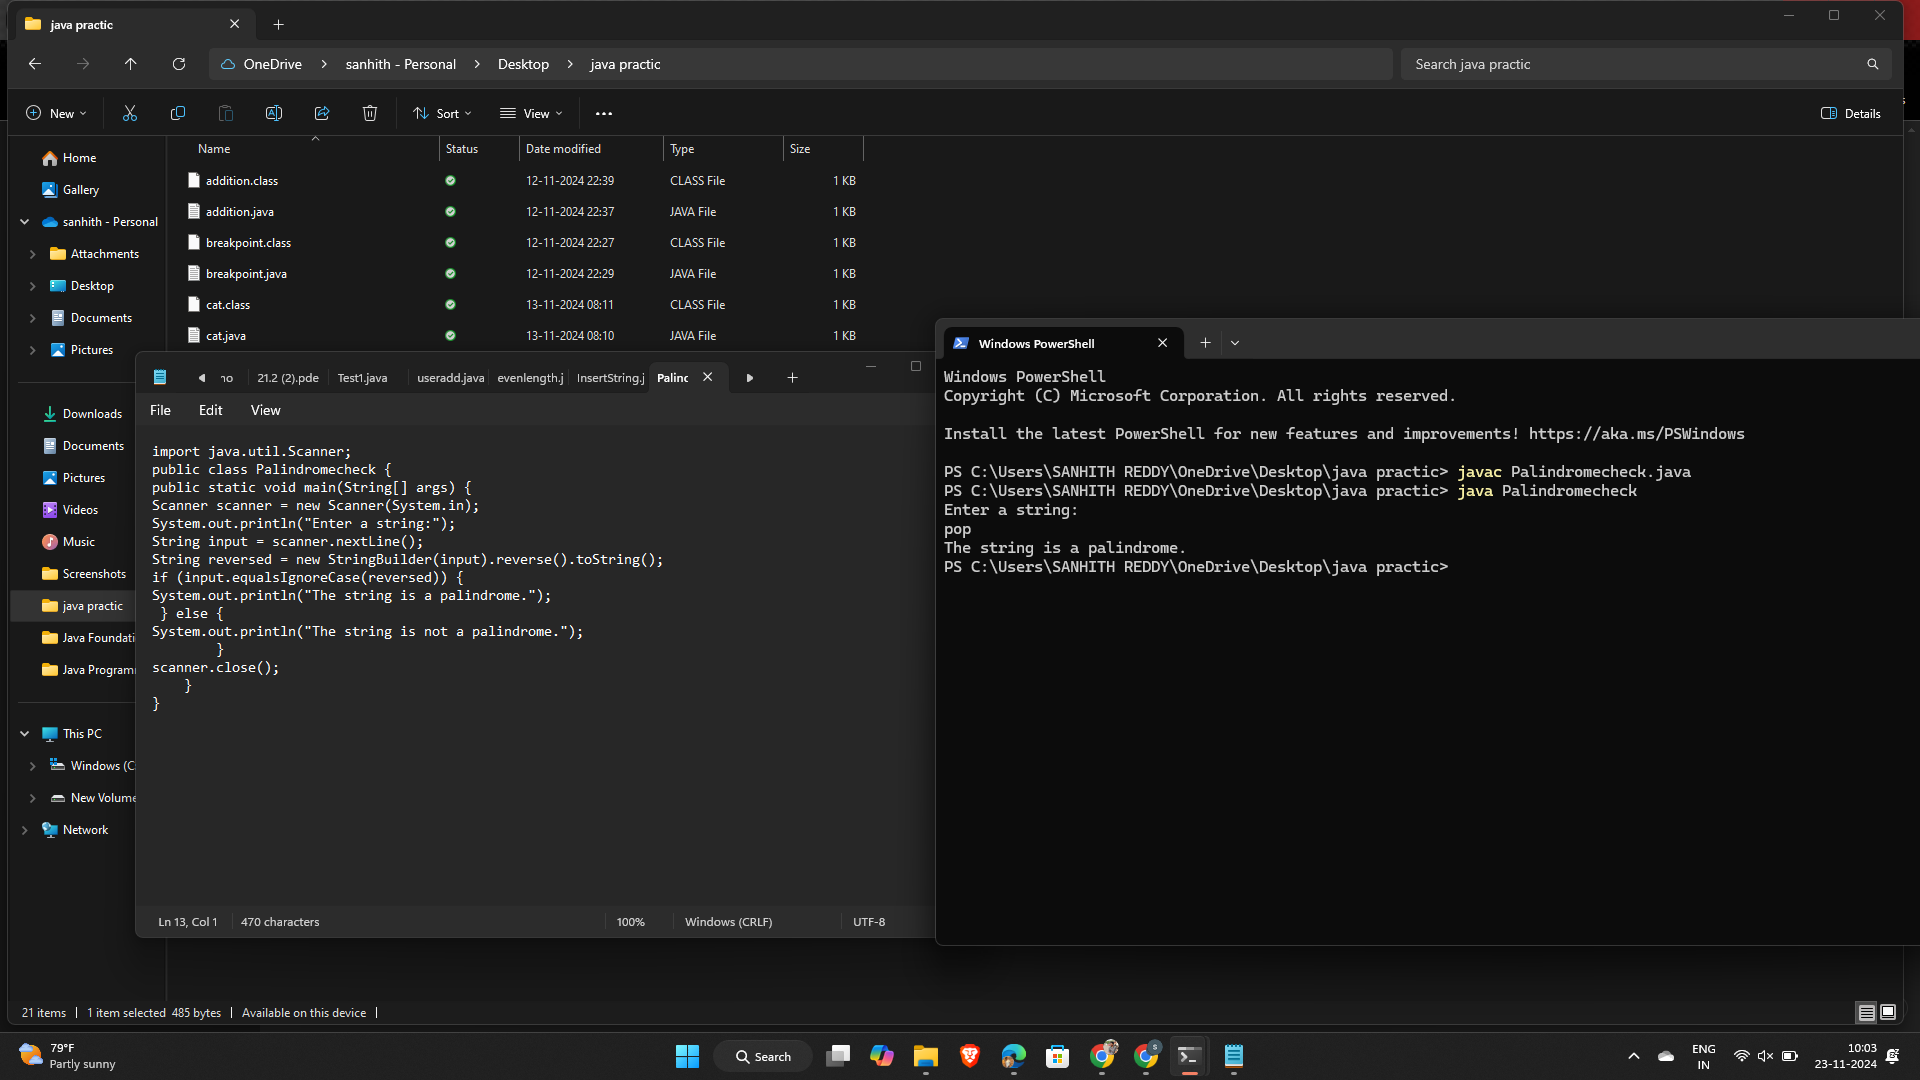 java practic
OneDrive > sanhith - Personal > Desktop > java practic
Search java practic
New
Sort
View
Details
Name Status Date modified Type Size
addition.class 12-11-2024 22:39 CLASS File 1 KB
addition.java 12-11-2024 22:37 JAVA File 1 KB
breakpoint.class 12-11-2024 22:27 CLASS File 1 KB
breakpoint.java 12-11-2024 22:29 JAVA File 1 KB
cat.class 13-11-2024 08:11 CLASS File 1 KB
cat.java 13-11-2024 08:10 JAVA File 1 KB
Home
Gallery
sanhith - Personal
Attachments
Desktop
Documents
Pictures
Downloads
Documents
Pictures
Videos
Music
Screenshots
java practic
Java Foundati
Java Program
This PC
Windows (C
New Volume
Network
no 21.2 (2).pde Test1.java useradd.java evenlength.j InsertString.j Palinc
File Edit View
import java.util.Scanner;
public class Palindromecheck {
public static void main(String[] args) {
Scanner scanner = new Scanner(System.in);
System.out.println("Enter a string:");
String input = scanner.nextLine();
String reversed = new StringBuilder(input).reverse().toString();
if (input.equalsIgnoreCase(reversed)) {
System.out.println("The string is a palindrome.");
} else {
System.out.println("The string is not a palindrome.");
}
scanner.close();
}
}
Ln 13, Col 1 470 characters 100% Windows (CRLF) UTF-8
Windows PowerShell
Windows PowerShell
Copyright (C) Microsoft Corporation. All rights reserved.
Install the latest PowerShell for new features and improvements! https://aka.ms/PSWindows
PS C:\Users\SANHITH REDDY\OneDrive\Desktop\java practic> javac Palindromecheck.java
PS C:\Users\SANHITH REDDY\OneDrive\Desktop\java practic> java Palindromecheck
Enter a string:
pop
The string is a palindrome.
PS C:\Users\SANHITH REDDY\OneDrive\Desktop\java practic>
21 items 1 item selected 485 bytes Available on this device
79°F
Partly sunny
Search
ENG
IN
10:03
23-11-2024